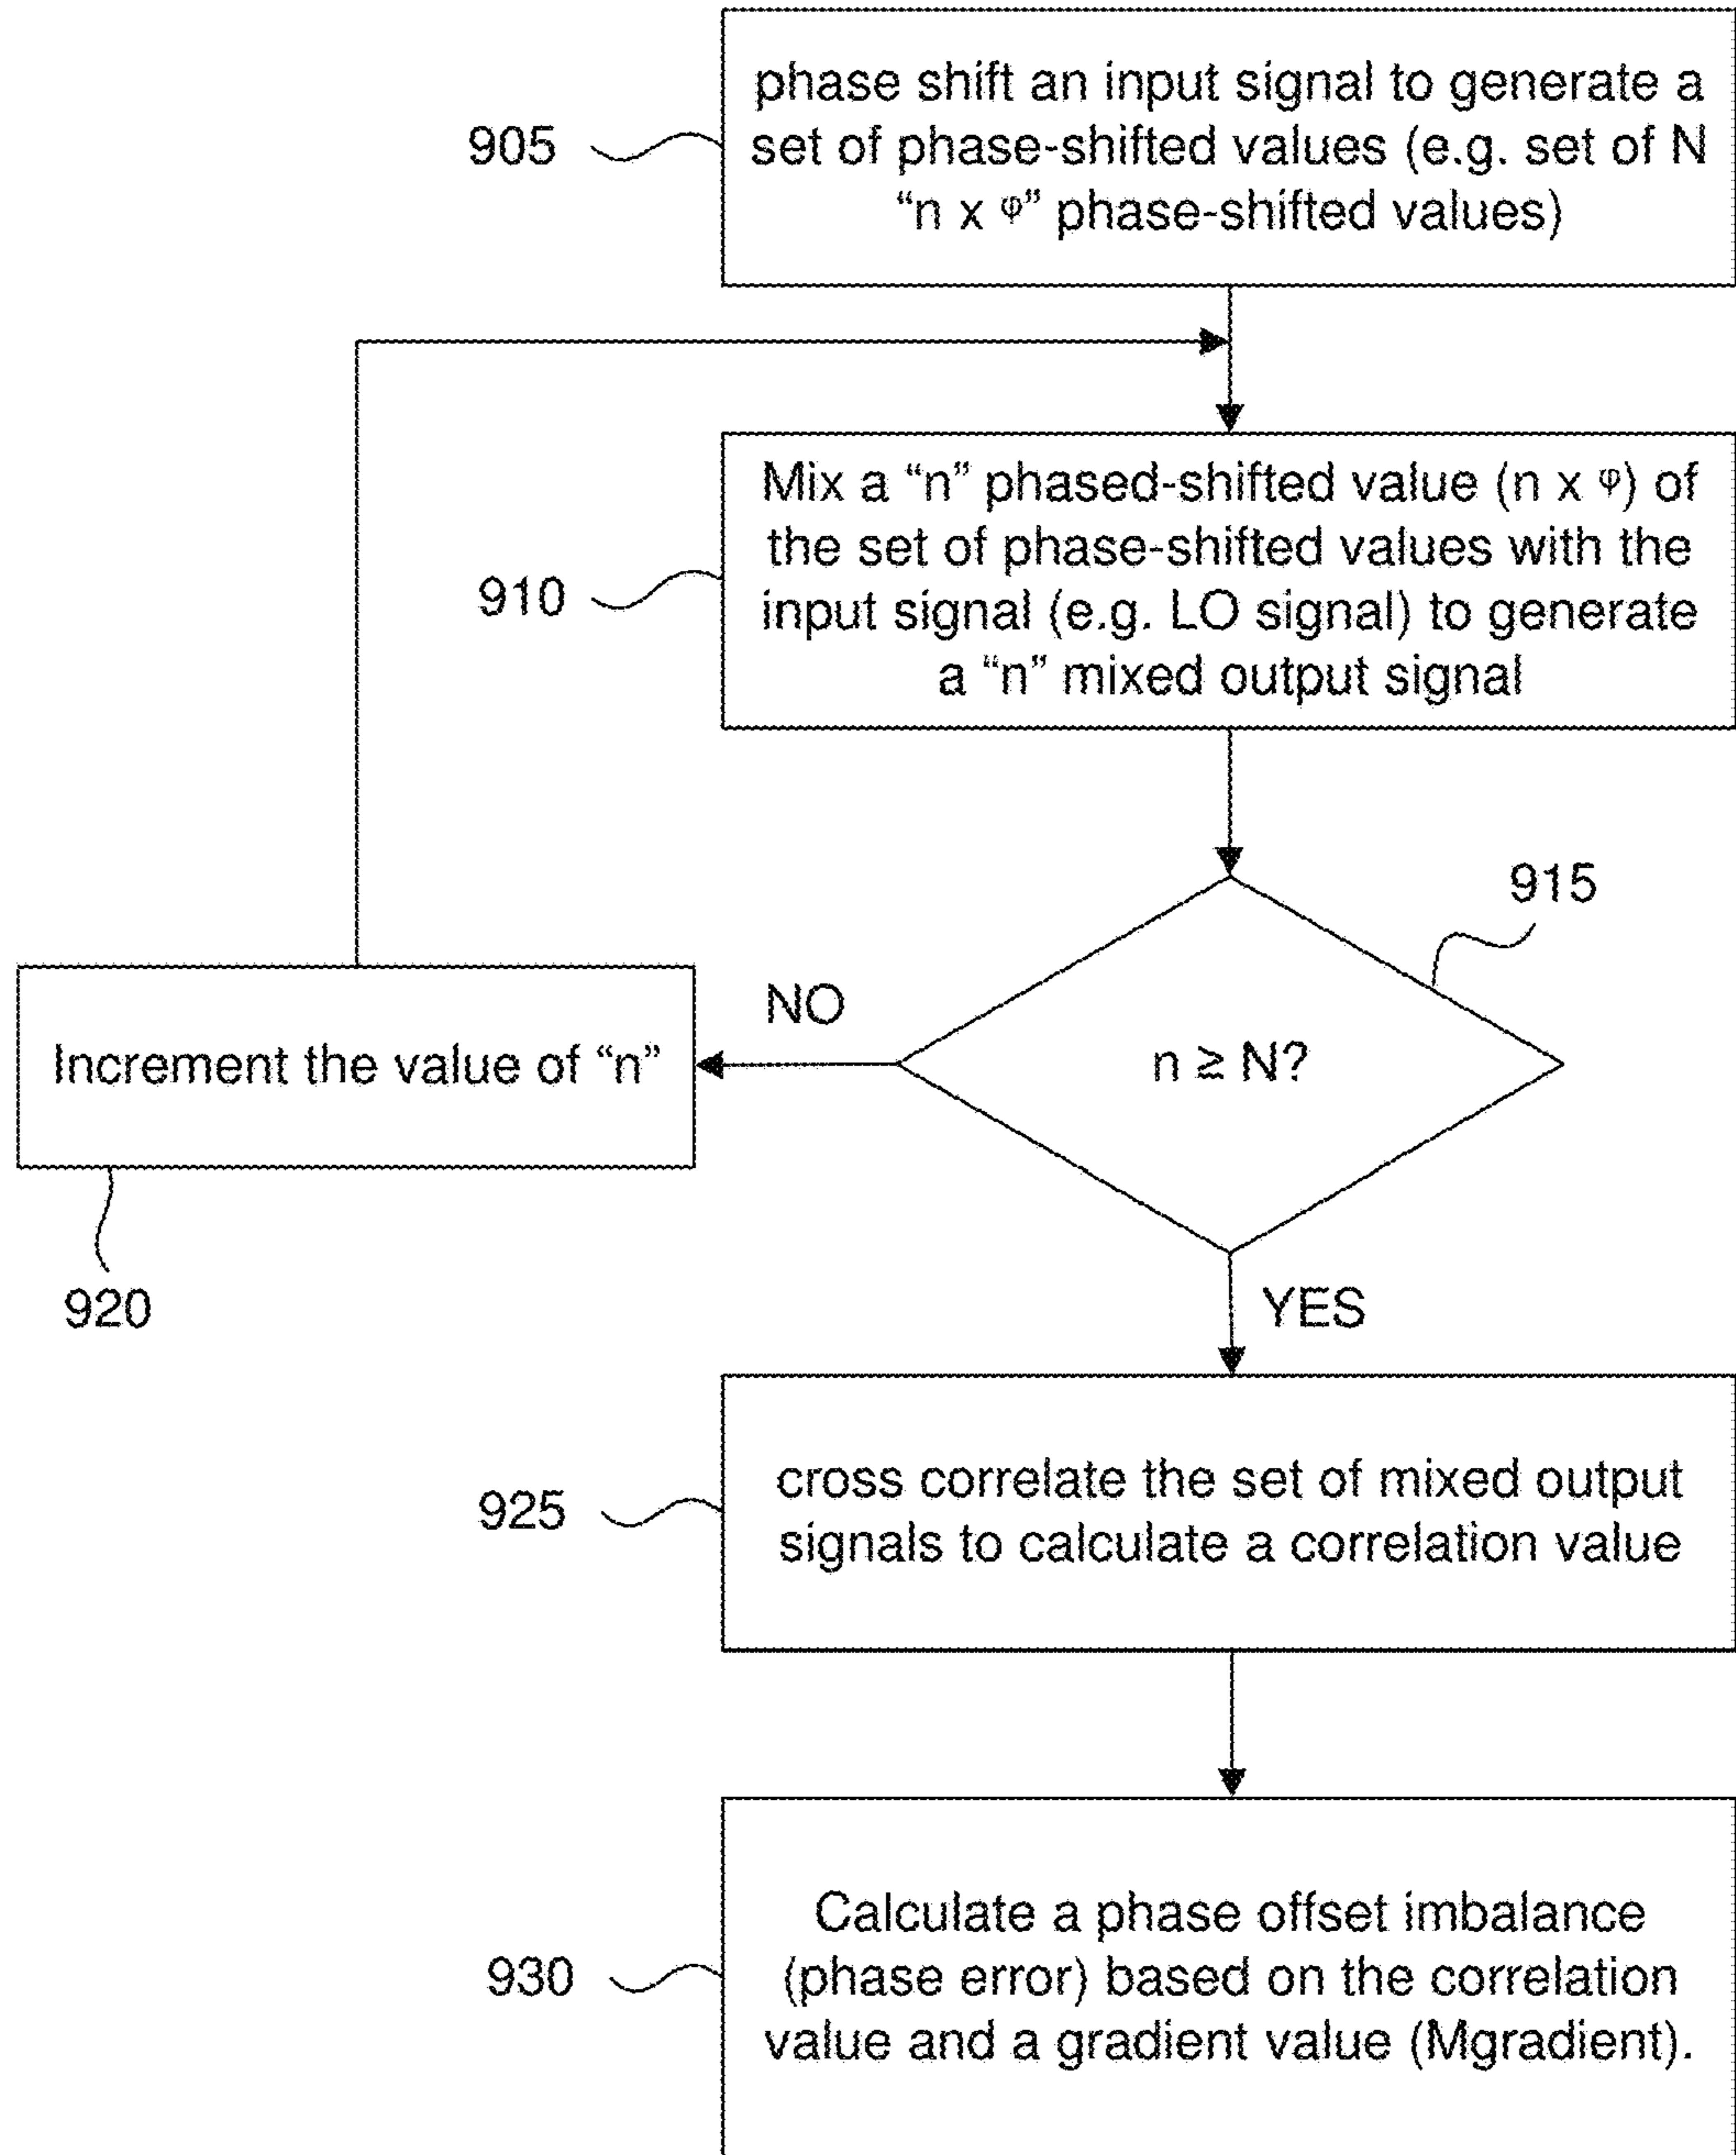 phase shift an input signal to generate a
set of phase-shifted values (e.g. set of N
“n x φ” phase-shifted values)
905
Mix a “n” phased-shifted value (n x φ) of
the set of phase-shifted values with the
input signal (e.g. LO signal) to generate
a “n” mixed output signal
910
915
n ≥ N?
NO
Increment the value of “n”
920
YES
cross correlate the set of mixed output
signals to calculate a correlation value
925
Calculate a phase offset imbalance
(phase error) based on the correlation
value and a gradient value (Mgradient).
930